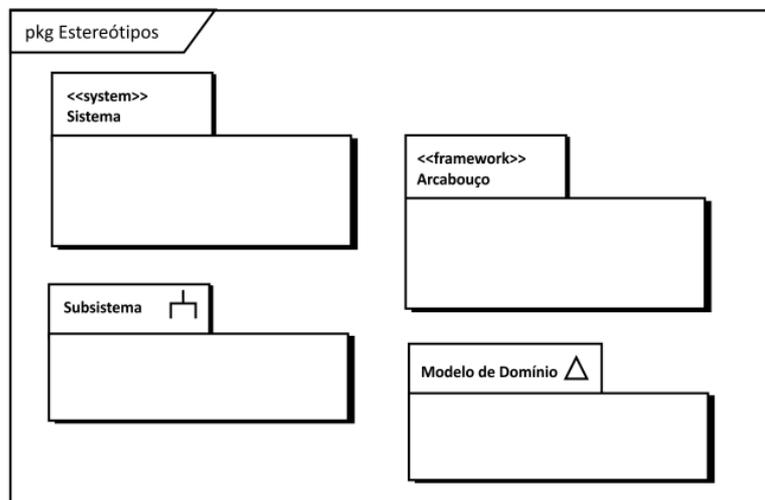 pkg Estereótipos
<<system>>
Sistema
<<framework>>
Arcabouço
Subsistema
Modelo de Domínio